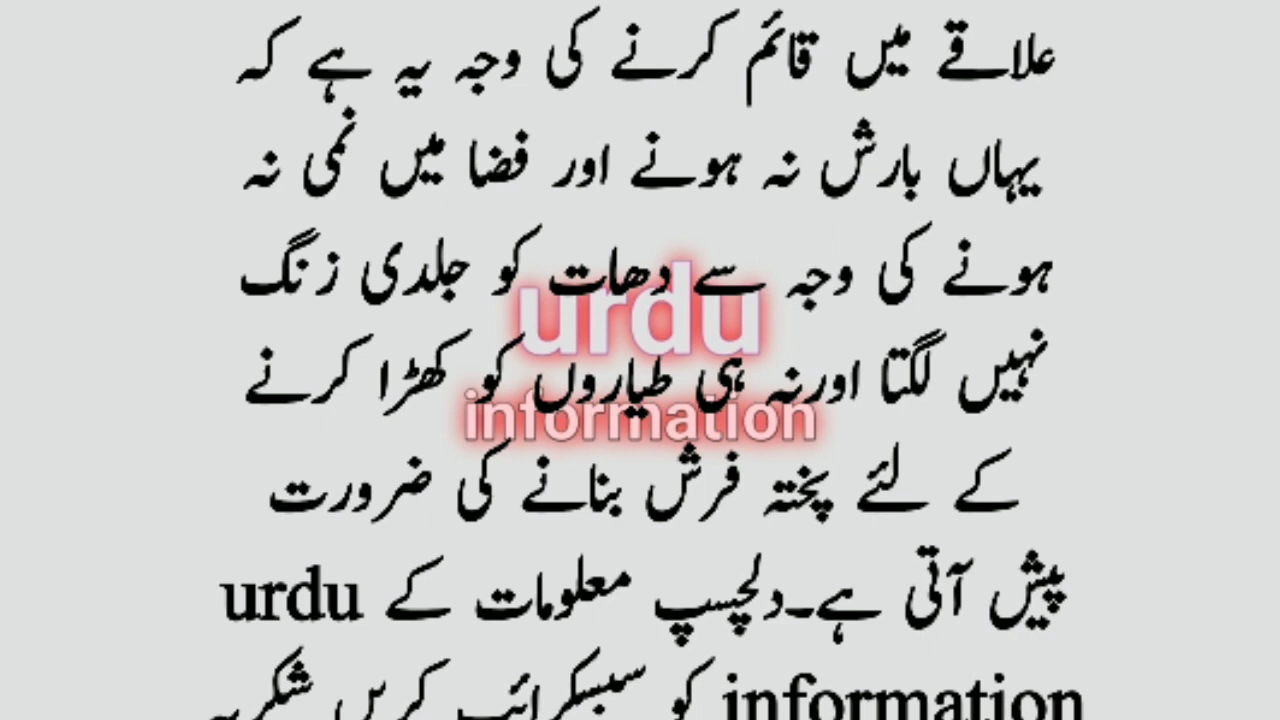 علاقے میں قائم کرنے کی وجہ یہ ہے کہ
یہاں بارش نہ ہونے اور فضا میں نمی نہ
ہونے کی وجہ سے دھات کو جلدی زنگ
urdu
نہیں لگتا اورنہ ہی طیاروں کو کھڑا کرنے
information
کے لئے پختہ فرش بنانے کی ضرورت
پیش آتی ہے۔دلچسپ معلومات کے urdu
information کو سبسکرائب کریں شکریہ